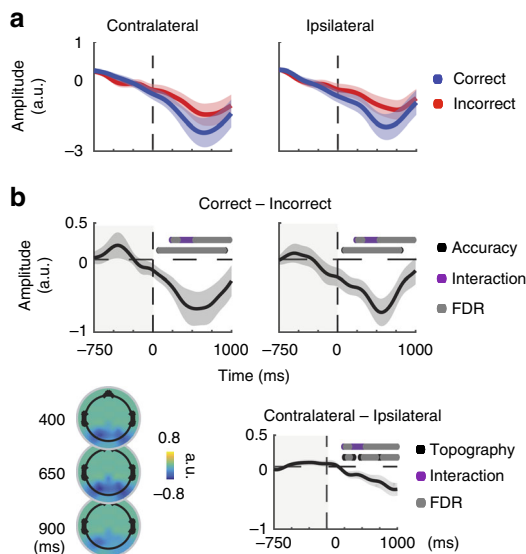 a
Contralateral
Ipsilateral
1
0
−3
Amplitude
(a.u.)
Correct
Incorrect
b
Correct – Incorrect
0.5
0
−1
Amplitude
(a.u.)
Accuracy
Interaction
FDR
−750 0 1000 −750 0 1000
Time (ms)
400
650
900
(ms)
0.8
a.u.
−0.8
Contralateral – Ipsilateral
0.5
0
−1
Topography
Interaction
FDR
−750 0 1000